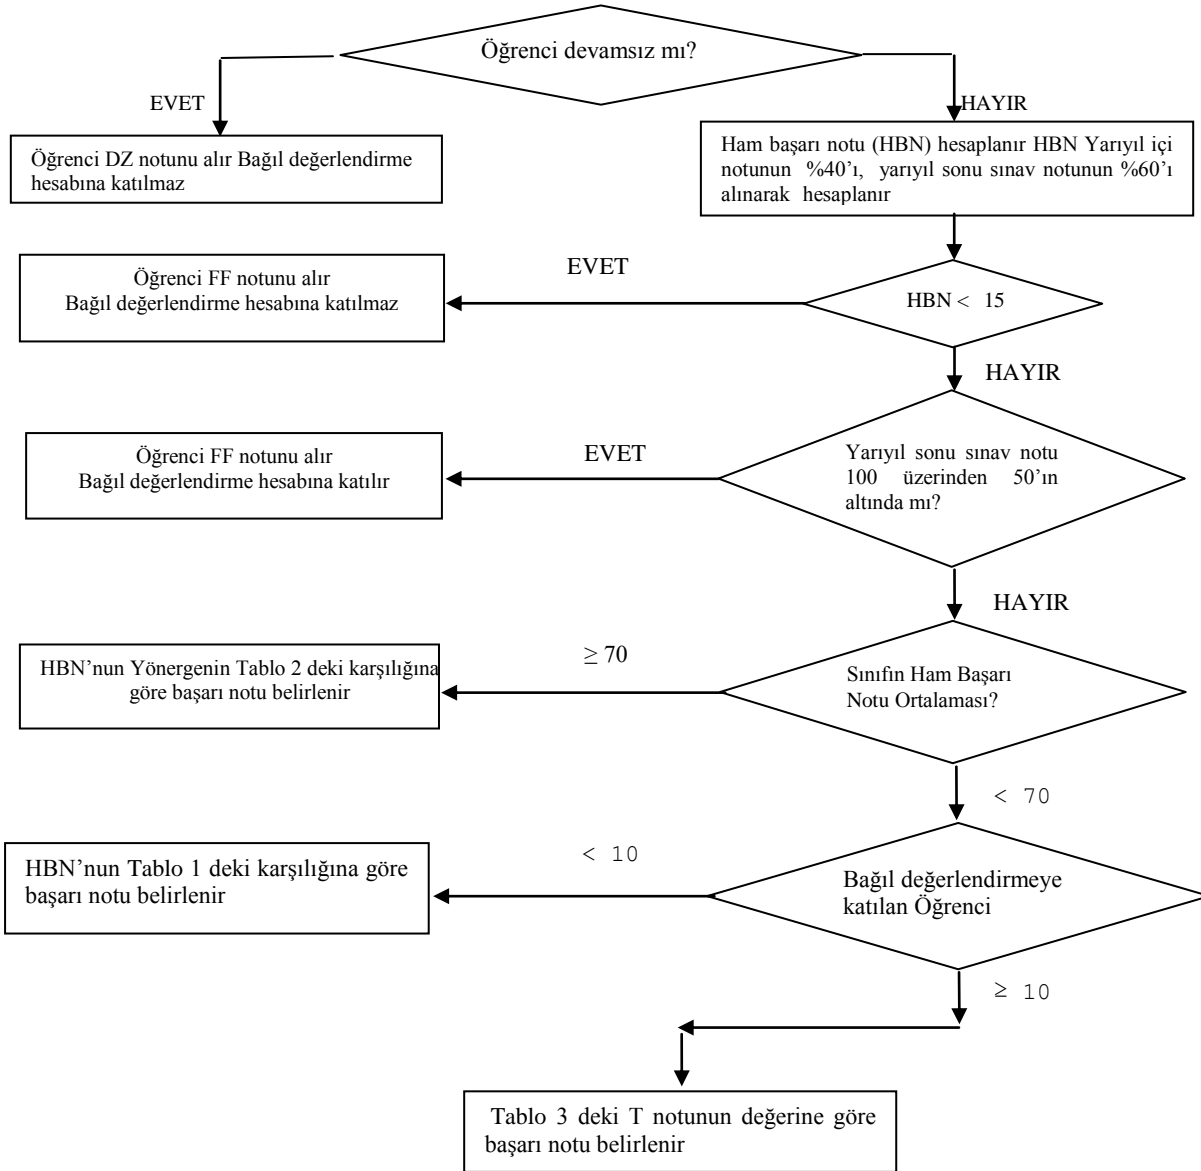 Öğrenci devamsız mı?
EVET
HAYIR
Öğrenci DZ notunu alır Bağıl değerlendirme
hesabına katılmaz
Ham başarı notu (HBN) hesaplanır HBN Yarıyıl içi
notunun %40’ı, yarıyıl sonu sınav notunun %60’ı
alınarak hesaplanır
EVET
Öğrenci FF notunu alır
Bağıl değerlendirme hesabına katılmaz
HBN < 15
HAYIR
EVET
Öğrenci FF notunu alır
Bağıl değerlendirme hesabına katılır
Yarıyıl sonu sınav notu
100 üzerinden 50’ın
altında mı?
HAYIR
≥ 70
HBN’nun Yönergenin Tablo 2 deki karşılığına
göre başarı notu belirlenir
Sınıfın Ham Başarı
Notu Ortalaması?
< 70
< 10
HBN’nun Tablo 1 deki karşılığına göre
başarı notu belirlenir
Bağıl değerlendirmeye
katılan Öğrenci
≥ 10
Tablo 3 deki T notunun değerine göre
başarı notu belirlenir